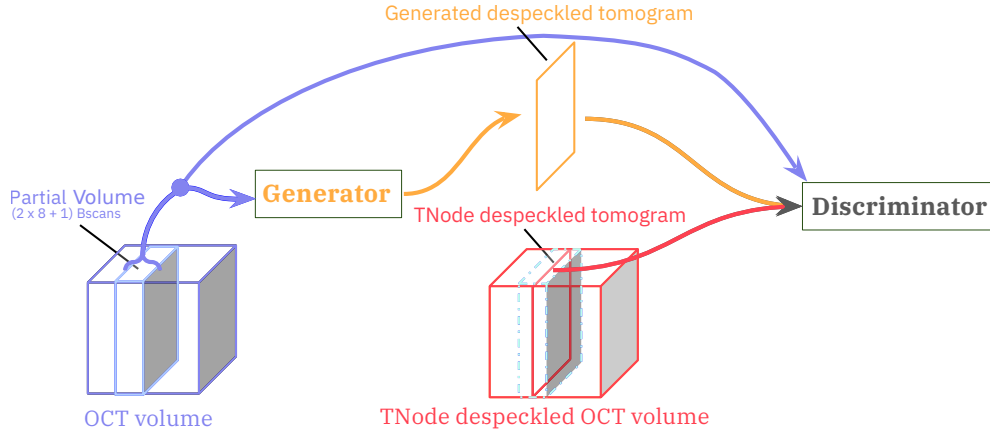 Generated despeckled tomogram
Partial Volume
(2 x 8 + 1) Bscans
Generator
TNode despeckled tomogram
Discriminator
OCT volume
TNode despeckled OCT volume